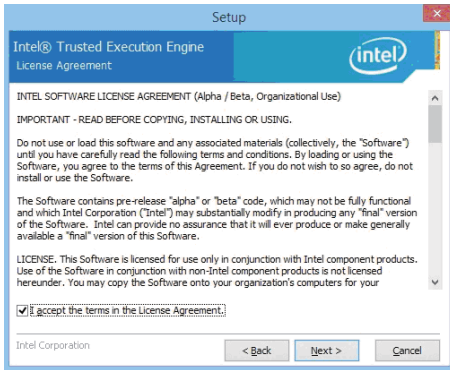 Setup
Intel® Trusted Execution Engine
License Agreement
intel
INTEL SOFTWARE LICENSE AGREEMENT (Alpha / Beta, Organizational Use)
IMPORTANT - READ BEFORE COPYING, INSTALLING OR USING.
Do not use or load this software and any associated materials (collectively, the "Software")
until you have carefully read the following terms and conditions. By loading or using the
Software, you agree to the terms of this Agreement. If you do not wish to so agree, do not
install or use the Software.
The Software contains pre-release "alpha" or "beta" code, which may not be fully functional
and which Intel Corporation ("Intel") may substantially modify in producing any "final" version
of the Software. Intel can provide no assurance that it will ever produce or make generally
available a "final" version of this Software.
LICENSE. This Software is licensed for use only in conjunction with Intel component products.
Use of the Software in conjunction with non-Intel component products is not licensed
hereunder. You may copy the Software onto your organization's computers for your
I accept the terms in the License Agreement.
Intel Corporation
< Back
Next >
Cancel